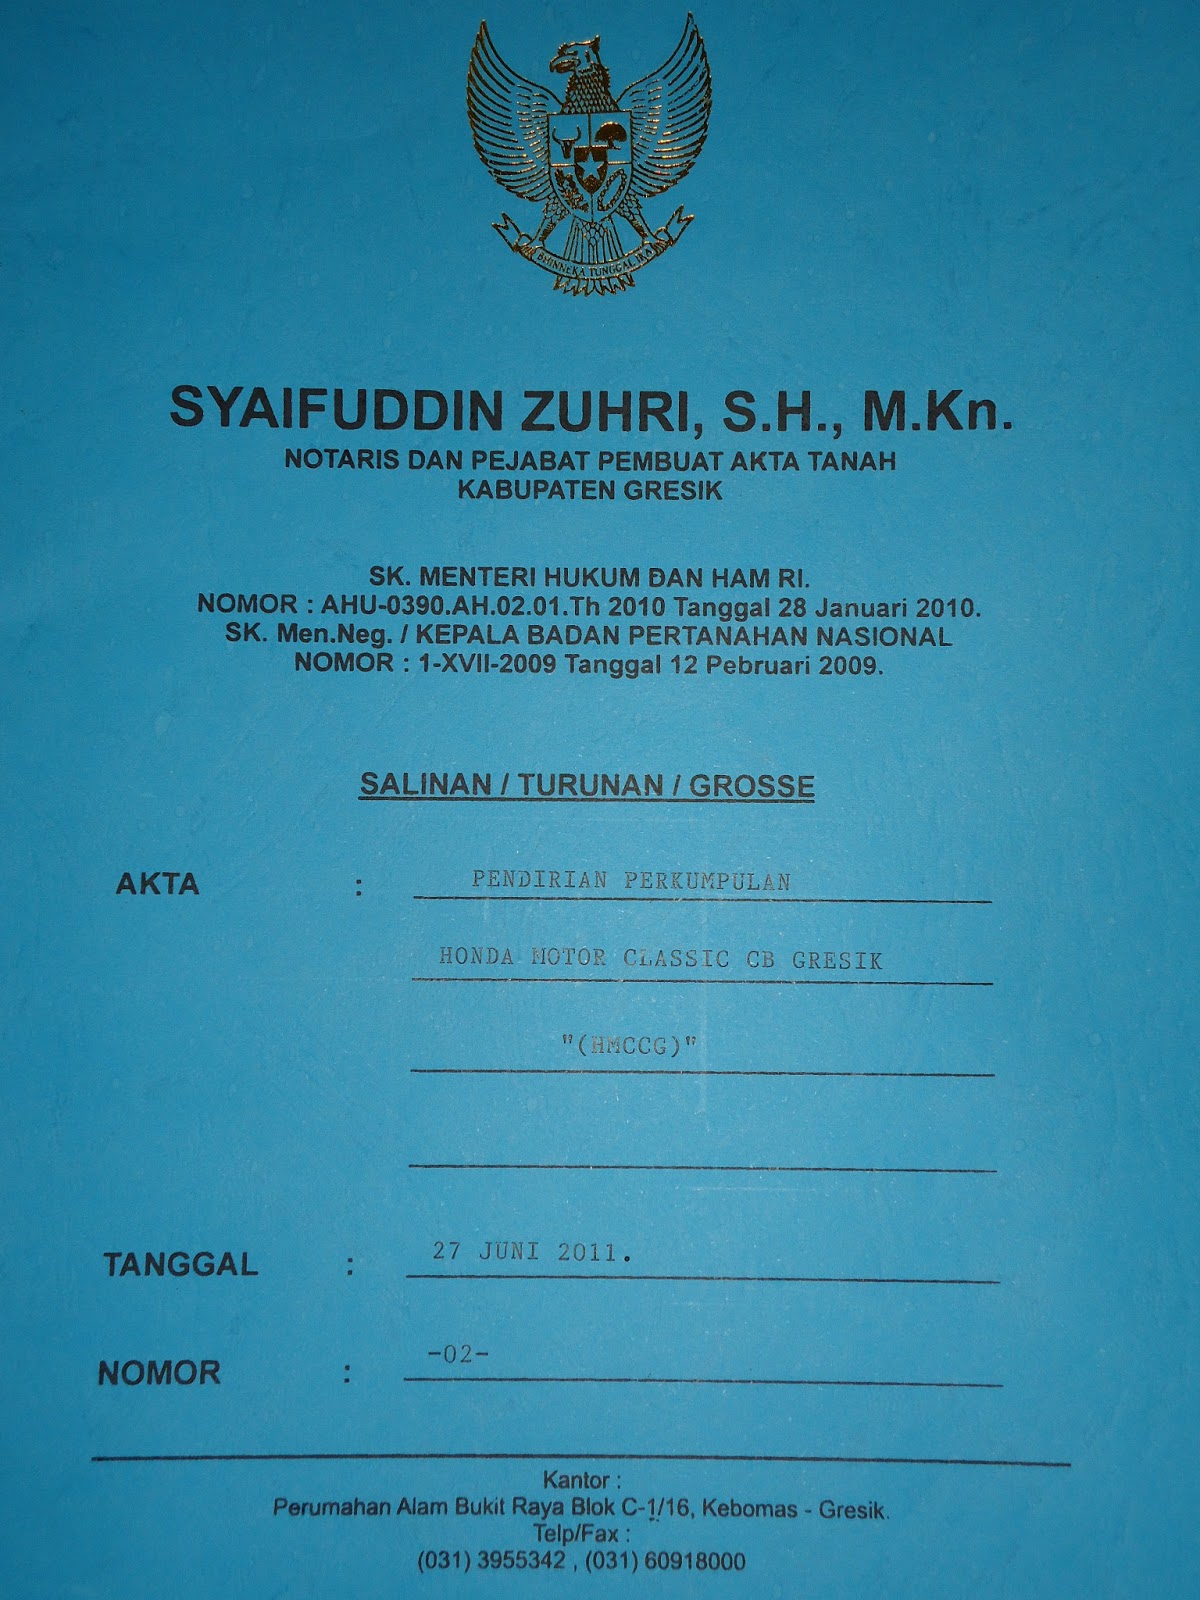 BHINNEKA TUNGGAL IKA
SYAIFUDDIN ZUHRI, S.H., M.Kn.
NOTARIS DAN PEJABAT PEMBUAT AKTA TANAH
KABUPATEN GRESIK
SK. MENTERI HUKUM DAN HAM RI.
NOMOR : AHU-0390.AH.02.01.Th 2010 Tanggal 28 Januari 2010.
SK. Men.Neg. / KEPALA BADAN PERTANAHAN NASIONAL
NOMOR : 1-XVII-2009 Tanggal 12 Pebruari 2009.
SALINAN / TURUNAN / GROSSE
AKTA : PENDIRIAN PERKUMPULAN
HONDA MOTOR CLASSIC CB GRESIK
"(HMCCG)"
TANGGAL : 27 JUNI 2011.
NOMOR : -02-
Kantor :
Perumahan Alam Bukit Raya Blok C-1/16, Kebomas - Gresik.
Telp/Fax :
(031) 3955342 , (031) 60918000